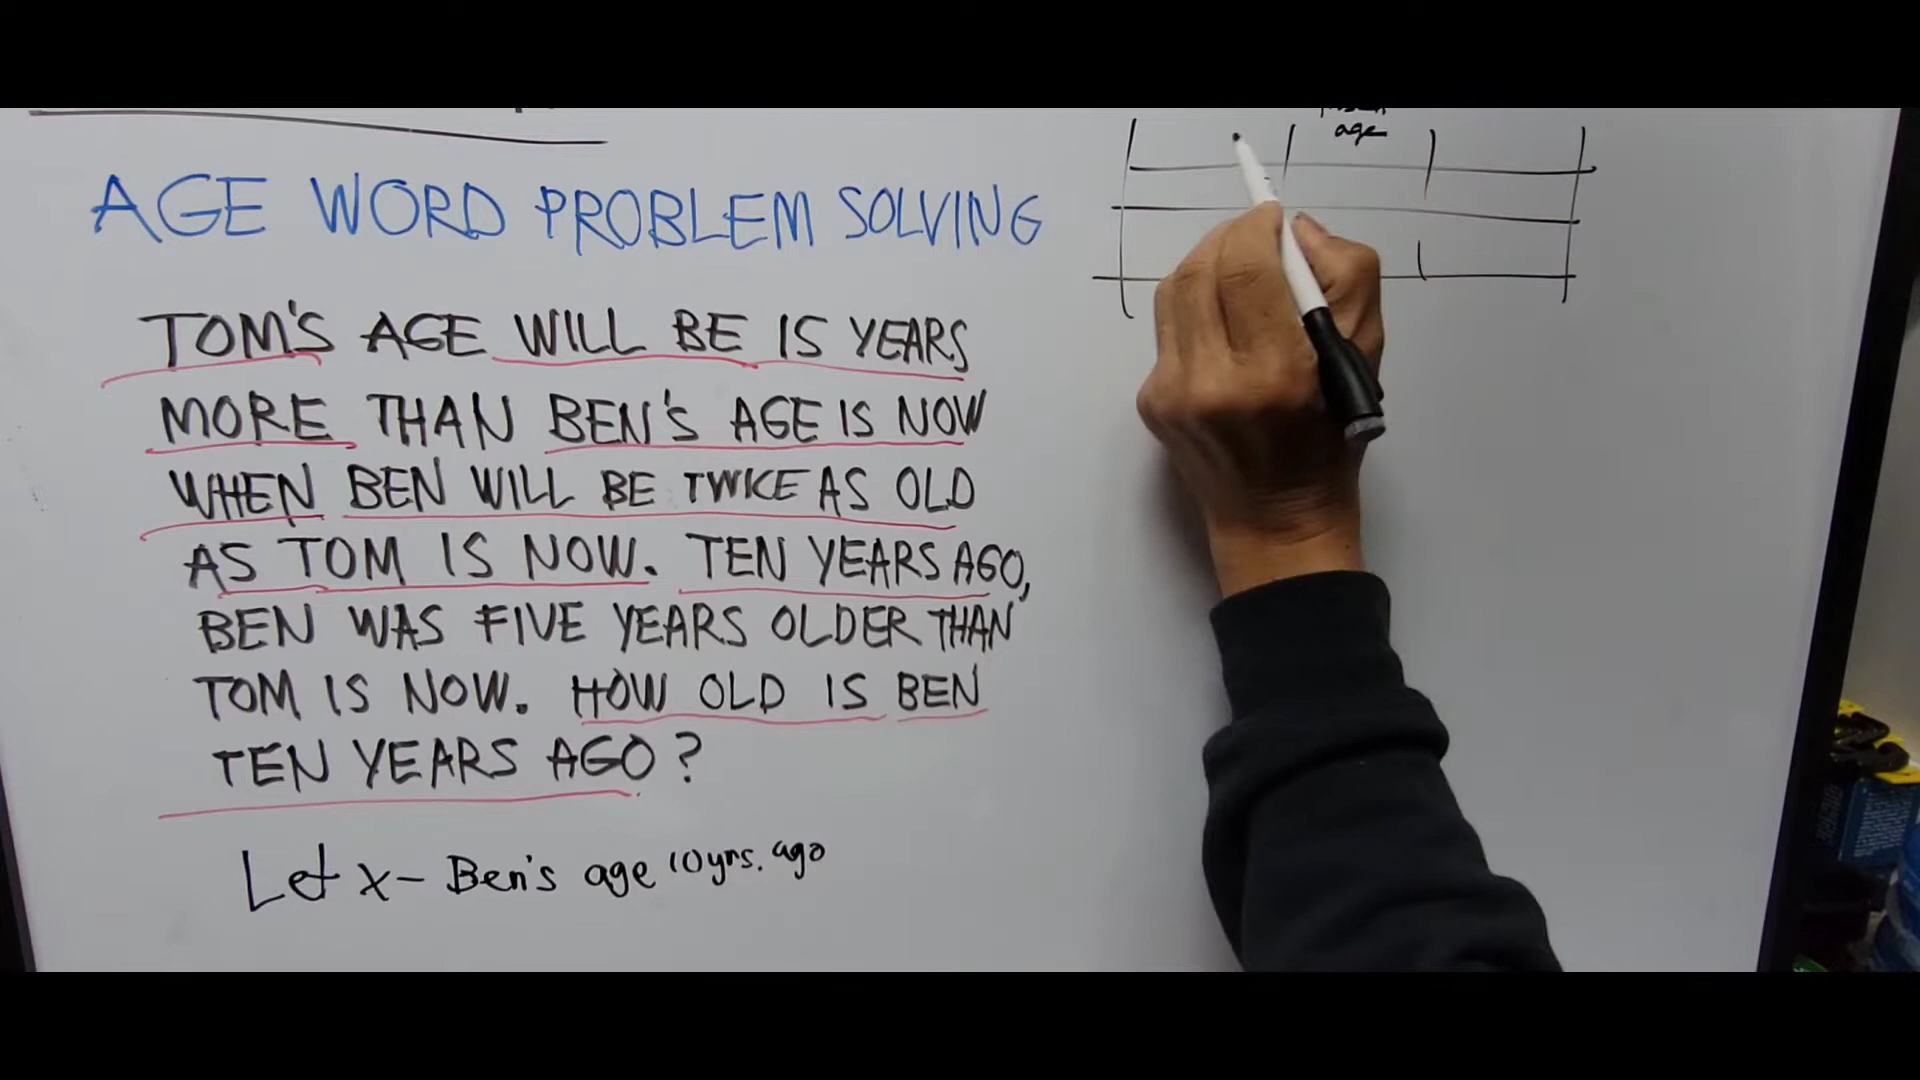 AGE WORD PROBLEM SOLVING
TOM'S AGE WILL BE 15 YEARS
MORE THAN BEN'S AGE IS NOW
WHEN BEN WILL BE TWICE AS OLD
AS TOM IS NOW. TEN YEARS AGO,
BEN WAS FIVE YEARS OLDER THAN
TOM IS NOW. HOW OLD IS BEN
TEN YEARS AGO?
Let x - Ben's age 10 yrs. ago
age